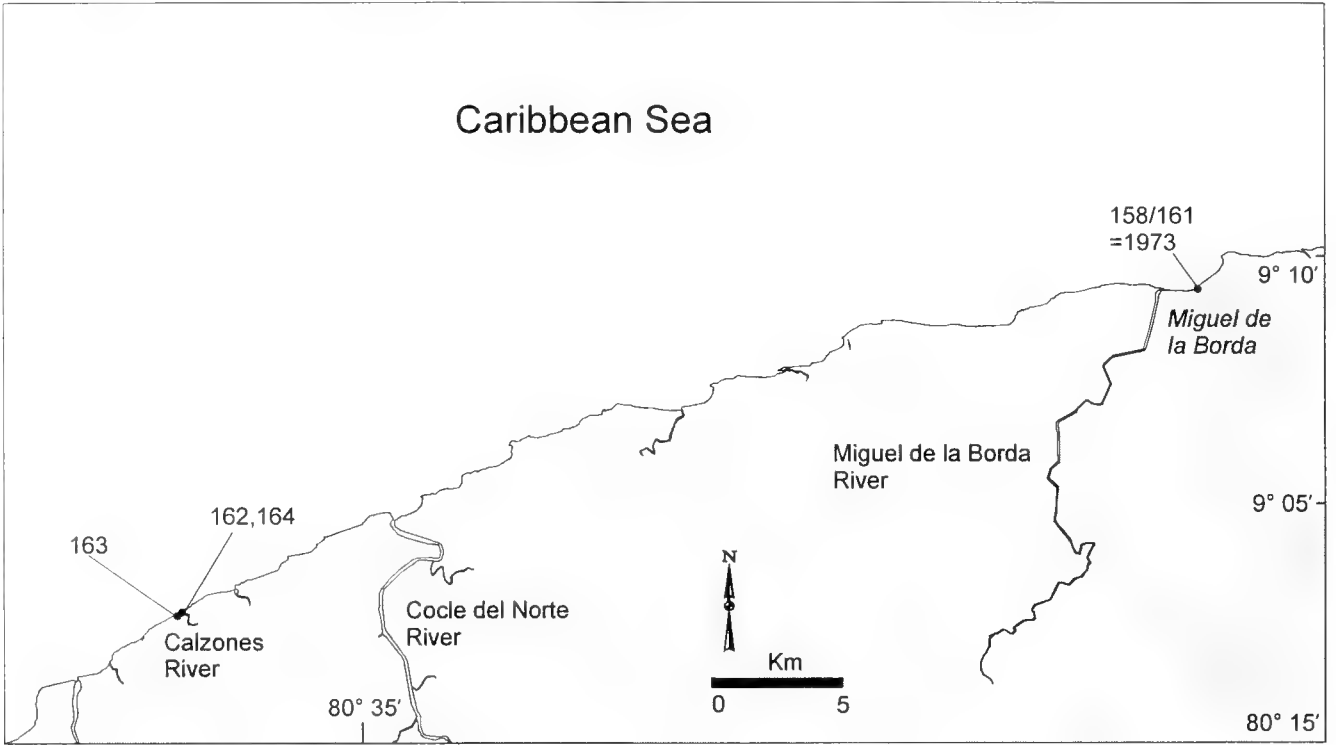 Caribbean Sea
158/161
=1973
9° 10′
Miguel de
la Borda
Miguel de la Borda
River
9° 05′
162,164
163
N
Cocle del Norte
River
Calzones
River
Km
0 5
80° 35′
80° 15′